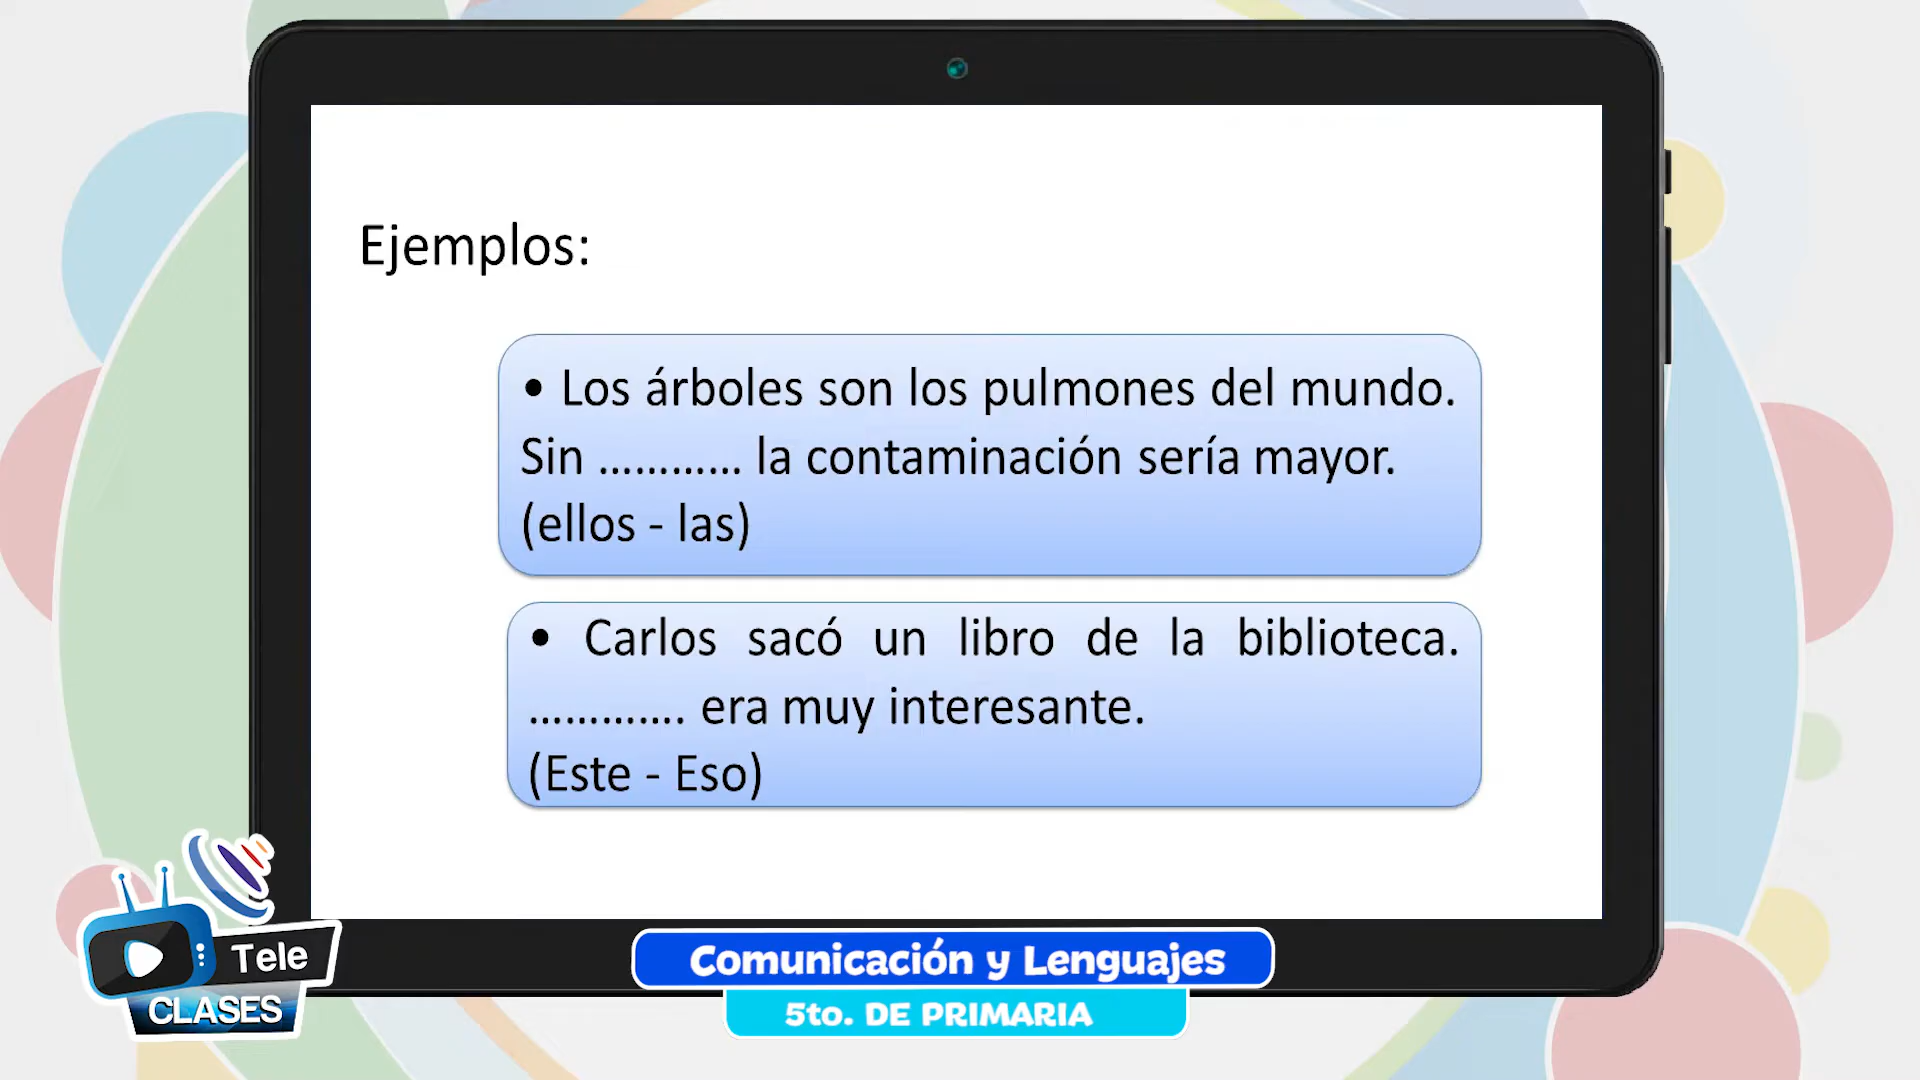 Ejemplos:
• Los árboles son los pulmones del mundo.
Sin ………… la contaminación sería mayor.
(ellos - las)
• Carlos sacó un libro de la biblioteca.
…………. era muy interesante.
(Este - Eso)
Tele
CLASES
Comunicación y Lenguajes
5to. DE PRIMARIA